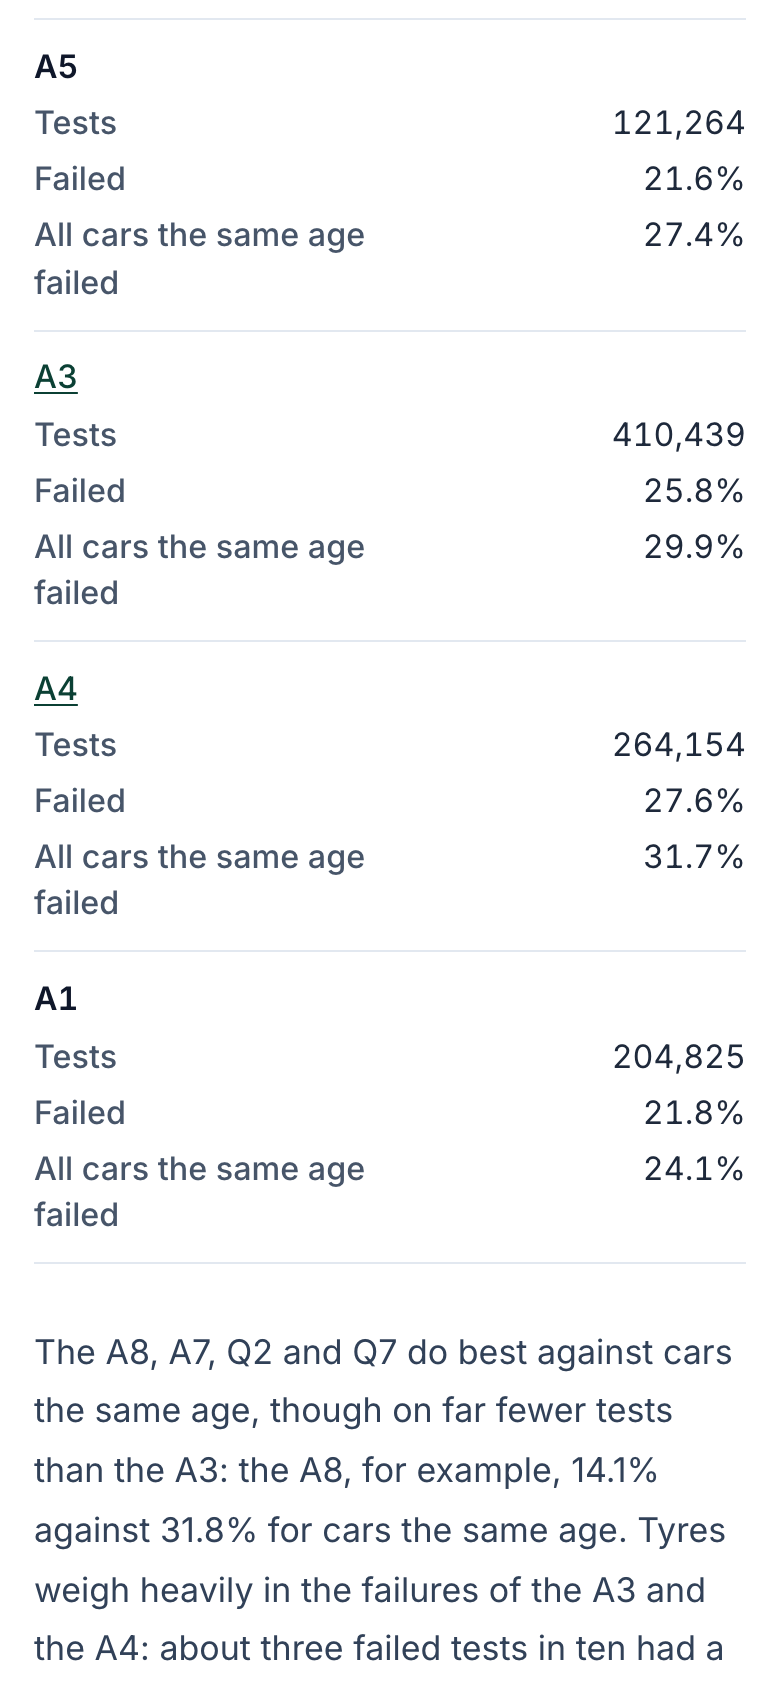 A5
Tests 121,264
Failed 21.6%
All cars the same age 27.4%
failed
A3
Tests 410,439
Failed 25.8%
All cars the same age 29.9%
failed
A4
Tests 264,154
Failed 27.6%
All cars the same age 31.7%
failed
A1
Tests 204,825
Failed 21.8%
All cars the same age 24.1%
failed
The A8, A7, Q2 and Q7 do best against cars
the same age, though on far fewer tests
than the A3: the A8, for example, 14.1%
against 31.8% for cars the same age. Tyres
weigh heavily in the failures of the A3 and
the A4: about three failed tests in ten had a